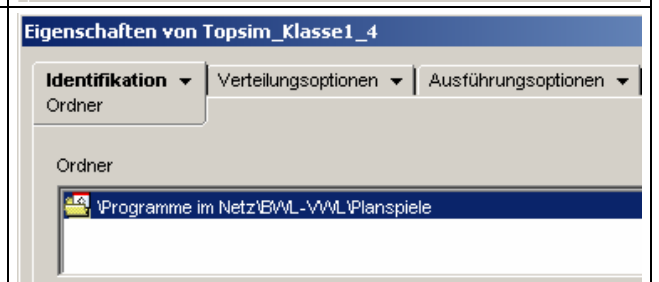 Eigenschaften von Topsim_Klasse1_4
Identifikation Verteilungsoptionen Ausführungsoptionen
Ordner
Ordner
\Programme im Netz\BWL-VWL\Planspiele